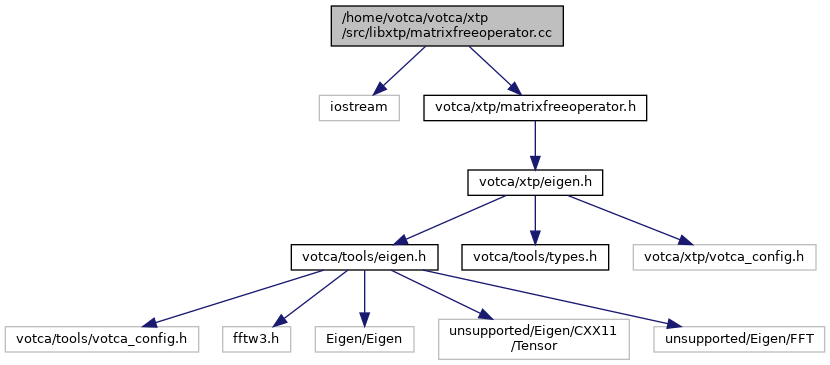 /home/votca/votca/xtp
/src/libxtp/matrixfreeoperator.cc
iostream
votca/xtp/matrixfreeoperator.h
votca/xtp/eigen.h
votca/tools/eigen.h
votca/tools/types.h
votca/xtp/votca_config.h
votca/tools/votca_config.h
fftw3.h
Eigen/Eigen
unsupported/Eigen/CXX11
/Tensor
unsupported/Eigen/FFT